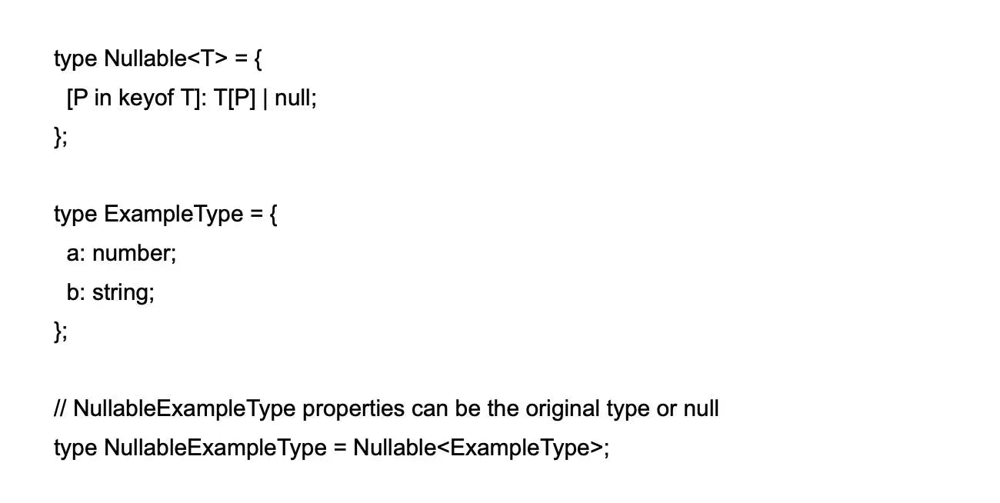 type Nullable<T> = {
  [P in keyof T]: T[P] | null;
};
type ExampleType = {
  a: number;
  b: string;
};
// NullableExampleType properties can be the original type or null
type NullableExampleType = Nullable<ExampleType>;